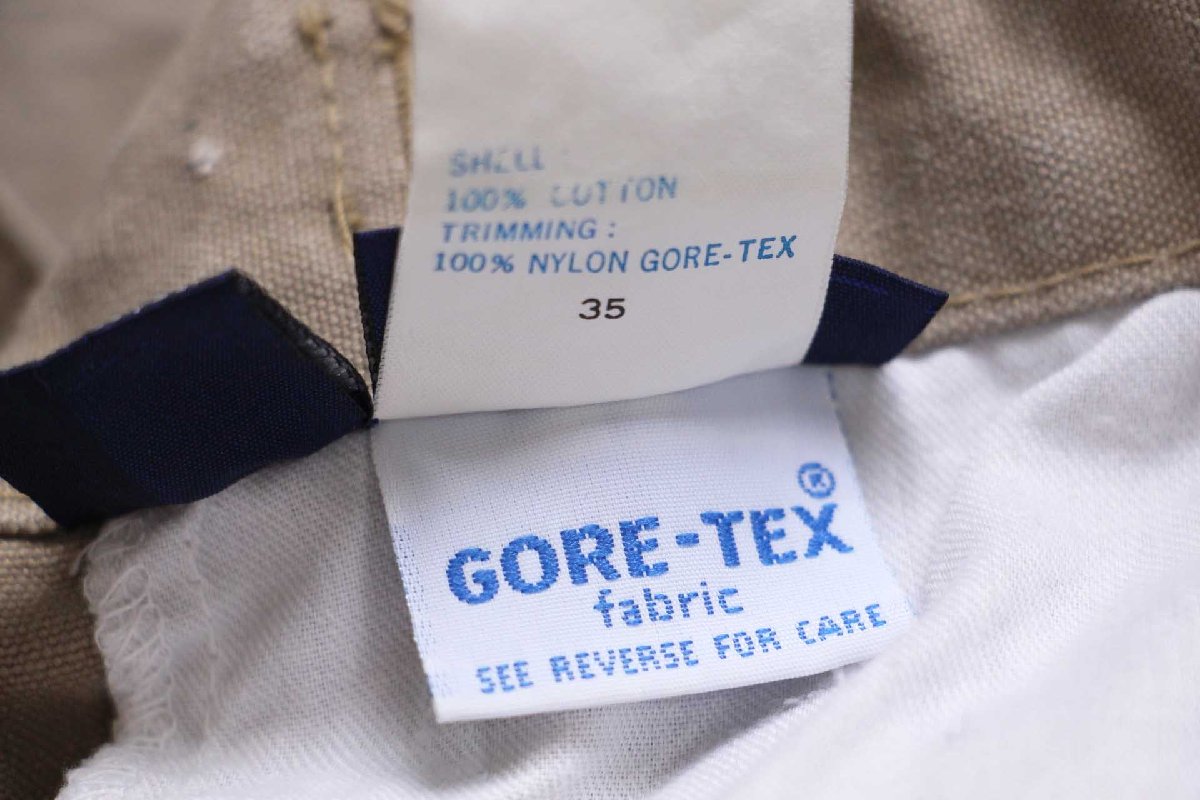 SHELL :
100% COTTON
TRIMMING :
100% NYLON GORE-TEX
35
GORE-TEX®
fabric
SEE REVERSE FOR CARE